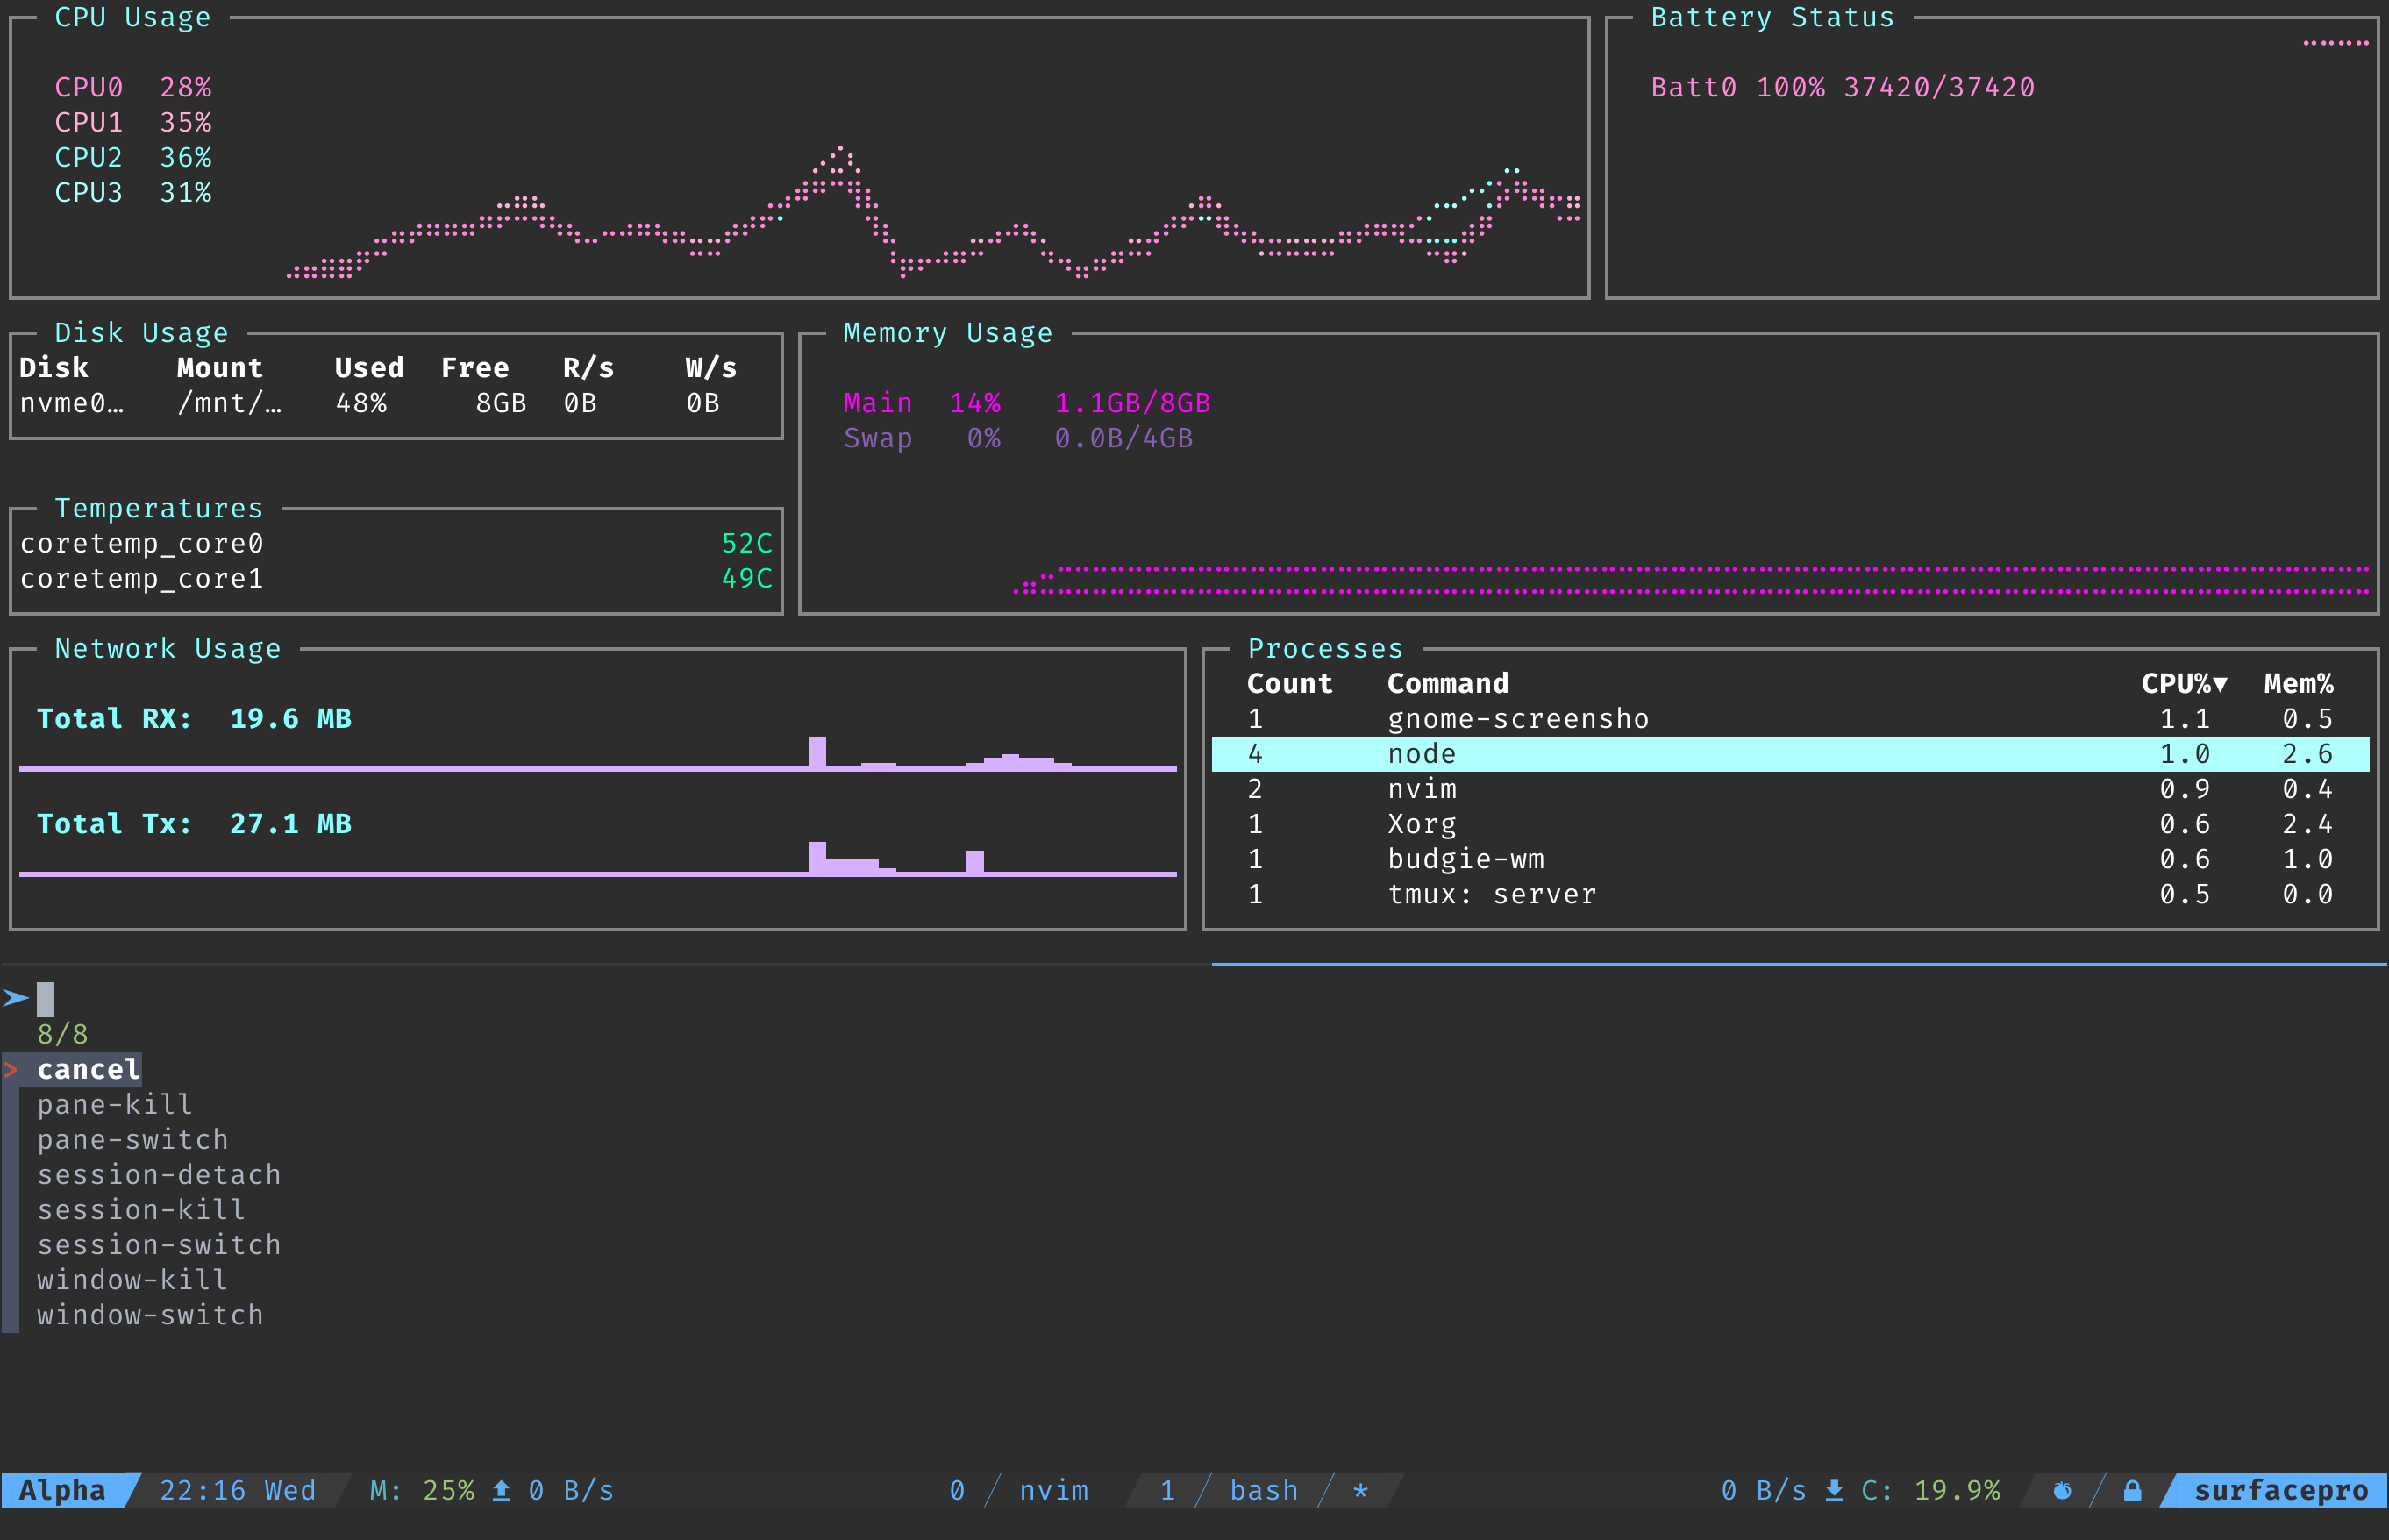 CPU Usage
CPU0 28%
CPU1 35%
CPU2 36%
CPU3 31%
Battery Status
Batt0 100% 37420/37420
Disk Usage
Disk Mount Used Free R/s W/s
nvme0… /mnt/… 48% 8GB 0B 0B
Memory Usage
Main 14% 1.1GB/8GB
Swap 0% 0.0B/4GB
Temperatures
coretemp_core0 52C
coretemp_core1 49C
Network Usage
Total RX: 19.6 MB
Total Tx: 27.1 MB
Processes
Count Command CPU%▼ Mem%
1 gnome-screensho 1.1 0.5
4 node 1.0 2.6
2 nvim 0.9 0.4
1 Xorg 0.6 2.4
1 budgie-wm 0.6 1.0
1 tmux: server 0.5 0.0
➤
8/8
> cancel
pane-kill
pane-switch
session-detach
session-kill
session-switch
window-kill
window-switch
Alpha 22:16 Wed M: 25% 0 B/s 0 nvim 1 bash * 0 B/s C: 19.9% surfacepro